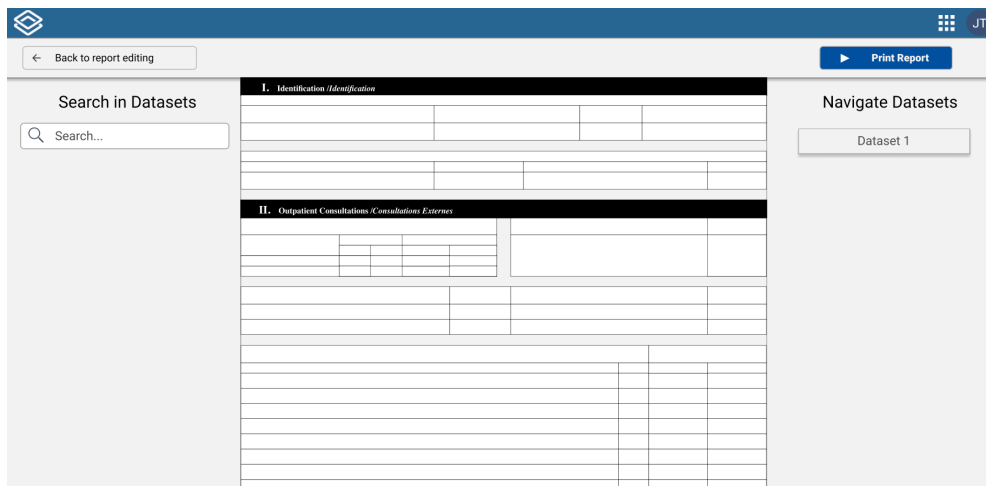 JT
Back to report editing
Print Report
Search in Datasets
Search...
I. Identification /Identification
II. Outpatient Consultations /Consultations Externes
Navigate Datasets
Dataset 1